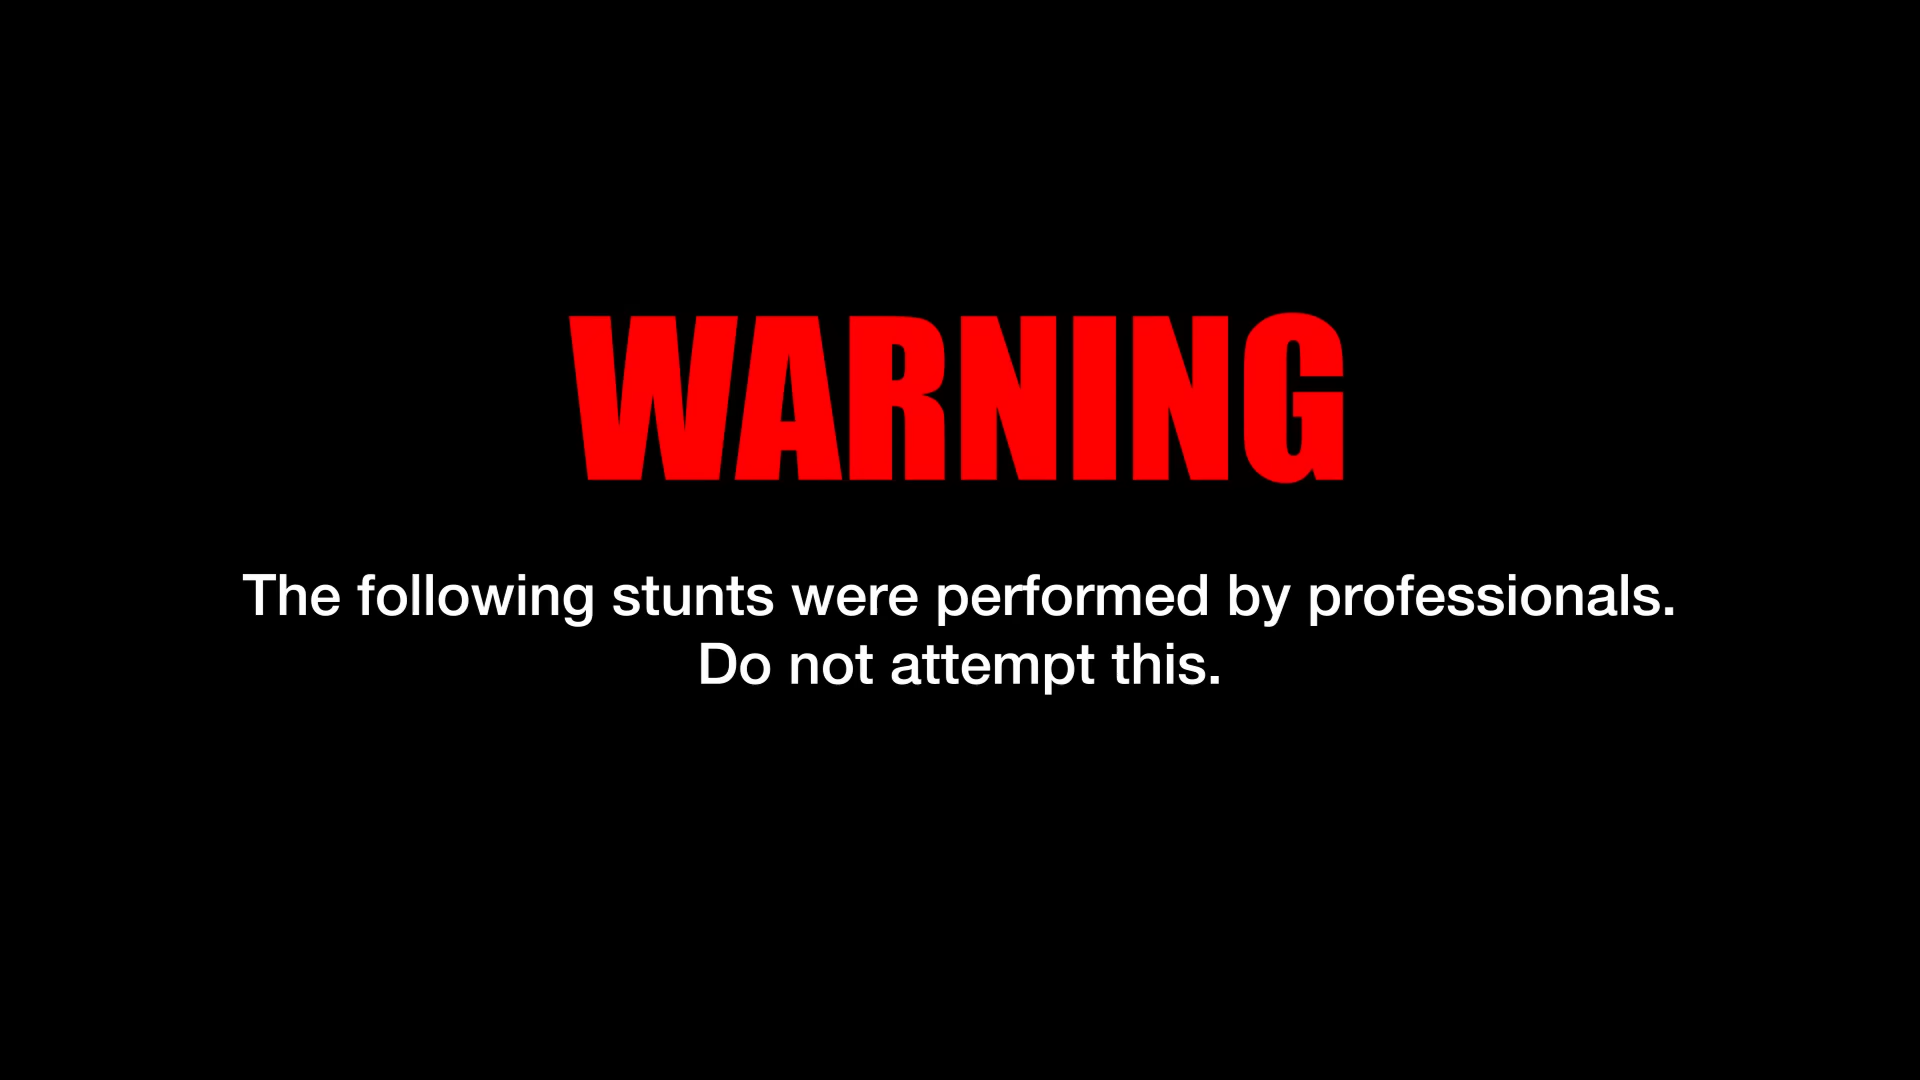 WARNING
The following stunts were performed by professionals.
Do not attempt this.